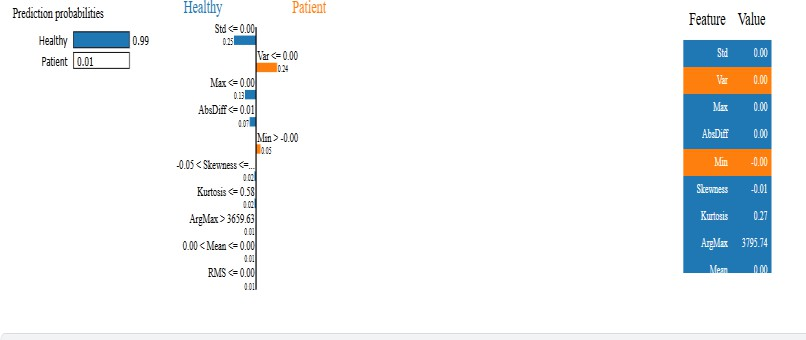 Prediction probabilities
Healthy 0.99
Patient 0.01
Healthy Patient
Std <= 0.00
0.25
Var <= 0.00
0.24
Max <= 0.00
0.13
AbsDiff <= 0.01
0.07
Min > -0.00
0.05
-0.05 < Skewness <=...
0.02
Kurtosis <= 0.58
0.02
ArgMax > 3659.63
0.01
0.00 < Mean <= 0.00
0.01
RMS <= 0.00
0.01
Feature Value
Std 0.00
Var 0.00
Max 0.00
AbsDiff 0.00
Min -0.00
Skewness -0.01
Kurtosis 0.27
ArgMax 3795.74
Mean 0.00